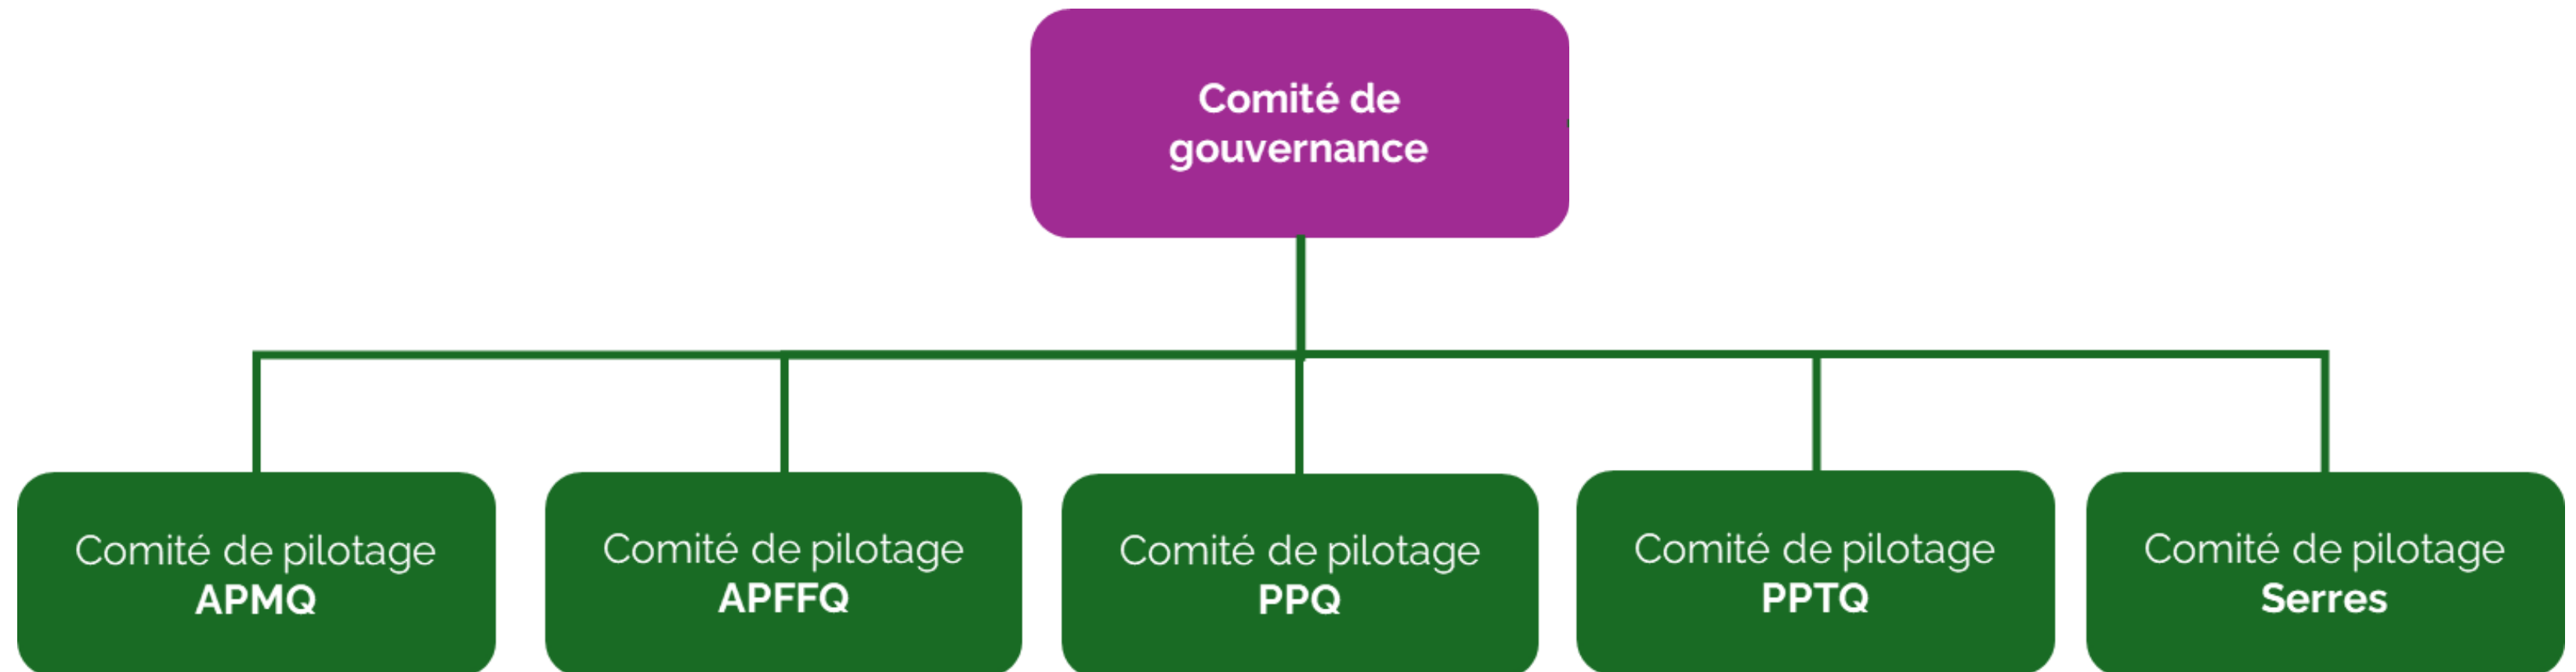 Comité de
gouvernance
Comité de pilotage
APMQ
Comité de pilotage
APFFQ
Comité de pilotage
PPQ
Comité de pilotage
PPTQ
Comité de pilotage
Serres